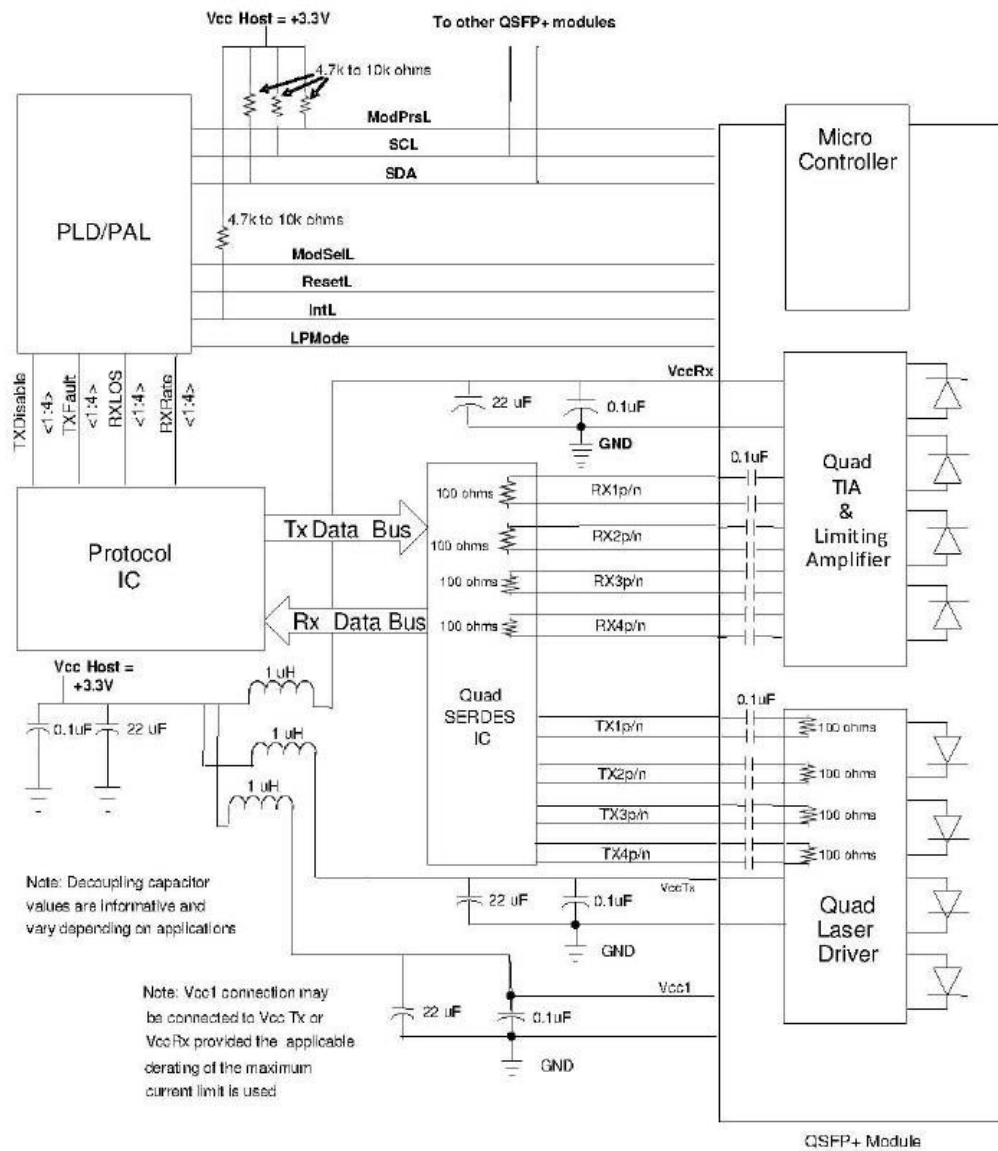 Vcc Host = +3.3V
To other QSFP+ modules
4.7k to 10k ohms
ModPrsL
SCL
SDA
Micro
Controller
PLD/PAL
4.7k to 10k ohms
ModSelL
ResetL
IntL
LPMode
TXDisable
<1:4>
TXFault
<1:4>
RXLOS
<1:4>
RXRate
<1:4>
VccRx
22 uF
0.1uF
GND
0.1uF
Quad
TIA
&
Limiting
Amplifier
100 ohms
RX1p/n
100 ohms
RX2p/n
100 ohms
RX3p/n
100 ohms
RX4p/n
Tx Data Bus
Protocol
IC
Rx Data Bus
Vcc Host =
+3.3V
0.1uF
22 uF
1 uH
1 uH
1 uH
Quad
SERDES
IC
0.1uF
TX1p/n
100 ohms
TX2p/n
100 ohms
TX3p/n
100 ohms
TX4p/n
100 ohms
Note: Decoupling capacitor
values are informative and
vary depending on applications
VccTx
22 uF
0.1uF
GND
Quad
Laser
Driver
Note: Vcc1 connection may
be connected to Vcc Tx or
VccRx provided the applicable
derating of the maximum
current limit is used
Vcc1
22 uF
0.1uF
GND
QSFP+ Module